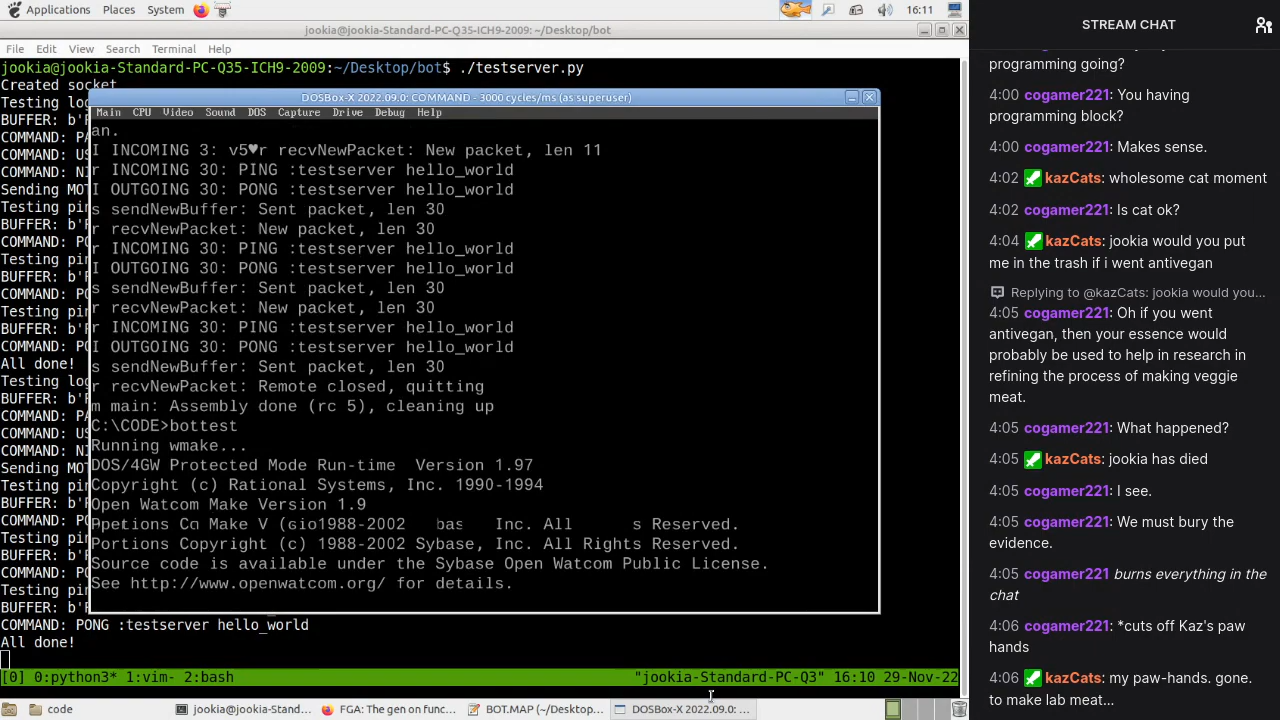 Applications Places System 16:11
jookia@jookia-Standard-PC-Q35-ICH9-2009: ~/Desktop/bot
File Edit View Search Terminal Help
jookia@jookia-Standard-PC-Q35-ICH9-2009:~/Desktop/bot$ ./testserver.py
Created socket
Testing lo
BUFFER: b'
COMMAND: PA
COMMAND: US
COMMAND: NI
Sending MOT
Testing pin
BUFFER: b'P
COMMAND: PO
Testing pin
BUFFER: b'P
COMMAND: PO
Testing pin
BUFFER: b'P
COMMAND: PO
All done!
Testing log
BUFFER: b'P
COMMAND: PA
COMMAND: US
COMMAND: NI
Sending MOT
Testing pin
BUFFER: b'P
COMMAND: PO
Testing pin
BUFFER: b'P
COMMAND: PO
Testing pin
BUFFER: b'P
COMMAND: PONG :testserver hello_world
All done!
DOSBox-X 2022.09.0: COMMAND - 3000 cycles/ms (as superuser)
Main CPU Video Sound DOS Capture Drive Debug Help
an.
I INCOMING 3: v5♥r recvNewPacket: New packet, len 11
r INCOMING 30: PING :testserver hello_world
I OUTGOING 30: PONG :testserver hello_world
s sendNewBuffer: Sent packet, len 30
r recvNewPacket: New packet, len 30
r INCOMING 30: PING :testserver hello_world
I OUTGOING 30: PONG :testserver hello_world
s sendNewBuffer: Sent packet, len 30
r recvNewPacket: New packet, len 30
r INCOMING 30: PING :testserver hello_world
I OUTGOING 30: PONG :testserver hello_world
s sendNewBuffer: Sent packet, len 30
r recvNewPacket: Remote closed, quitting
m main: Assembly done (rc 5), cleaning up
C:\CODE>bottest
Running wmake...
DOS/4GW Protected Mode Run-time Version 1.97
Copyright (c) Rational Systems, Inc. 1990-1994
Open Watcom Make Version 1.9
Make V 1988-2002 bas Inc. All s Reserved.
Portions Copyright (c) 1988-2002 Sybase, Inc. All Rights Reserved.
Source code is available under the Sybase Open Watcom Public License.
See http://www.openwatcom.org/ for details.
[0] 0:python3* 1:vim- 2:bash "jookia-Standard-PC-Q3" 16:10 29-Nov-22
code
jookia@jookia-Stand...
FGA: The gen on func...
BOT.MAP (~/Desktop...
DOSBox-X 2022.09.0: ...
STREAM CHAT
programming going?
4:00 cogamer221: You having
programming block?
4:00 cogamer221: Makes sense.
4:02 kazCats: wholesome cat moment
4:02 cogamer221: Is cat ok?
4:04 kazCats: jookia would you put
me in the trash if i went antivegan
Replying to @kazCats: jookia would you...
4:05 cogamer221: Oh if you went
antivegan, then your essence would
probably be used to help in research in
refining the process of making veggie
meat.
4:05 cogamer221: What happened?
4:05 kazCats: jookia has died
4:05 cogamer221: I see.
4:05 cogamer221: We must bury the
evidence.
4:05 cogamer221 burns everything in the
chat
4:06 cogamer221: *cuts off Kaz's paw
hands
4:06 kazCats: my paw-hands. gone.
to make lab meat...